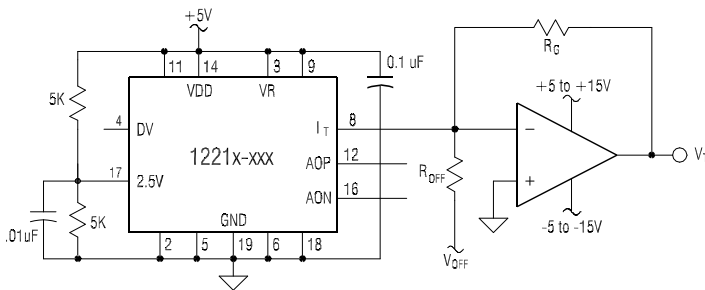 +5V
11 14 3 9
0.1 uF
VDD VR
5K
4 DV
I_T 8
+5 to +15V
R_G
1221x-xxx
17 2.5V
AOP 12
AON 16
R_OFF
−
+
V
.01uF
5K
GND
-5 to -15V
2 5 19 6 18
V_OFF